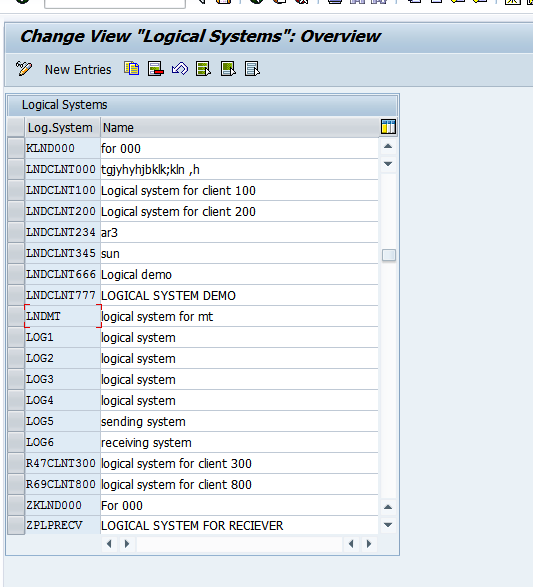 Change View "Logical Systems": Overview
New Entries
Logical Systems
Log.System Name
KLND000 for 000
LNDCLNT000 tgjyhyhjbklk;kln ,h
LNDCLNT100 Logical system for client 100
LNDCLNT200 Logical system for client 200
LNDCLNT234 ar3
LNDCLNT345 sun
LNDCLNT666 Logical demo
LNDCLNT777 LOGICAL SYSTEM DEMO
LNDMT logical system for mt
LOG1 logical system
LOG2 logical system
LOG3 logical system
LOG4 logical system
LOG5 sending system
LOG6 receiving system
R47CLNT300 logical system for client 300
R69CLNT800 logical system for client 800
ZKLND000 For 000
ZPLPRECV LOGICAL SYSTEM FOR RECIEVER